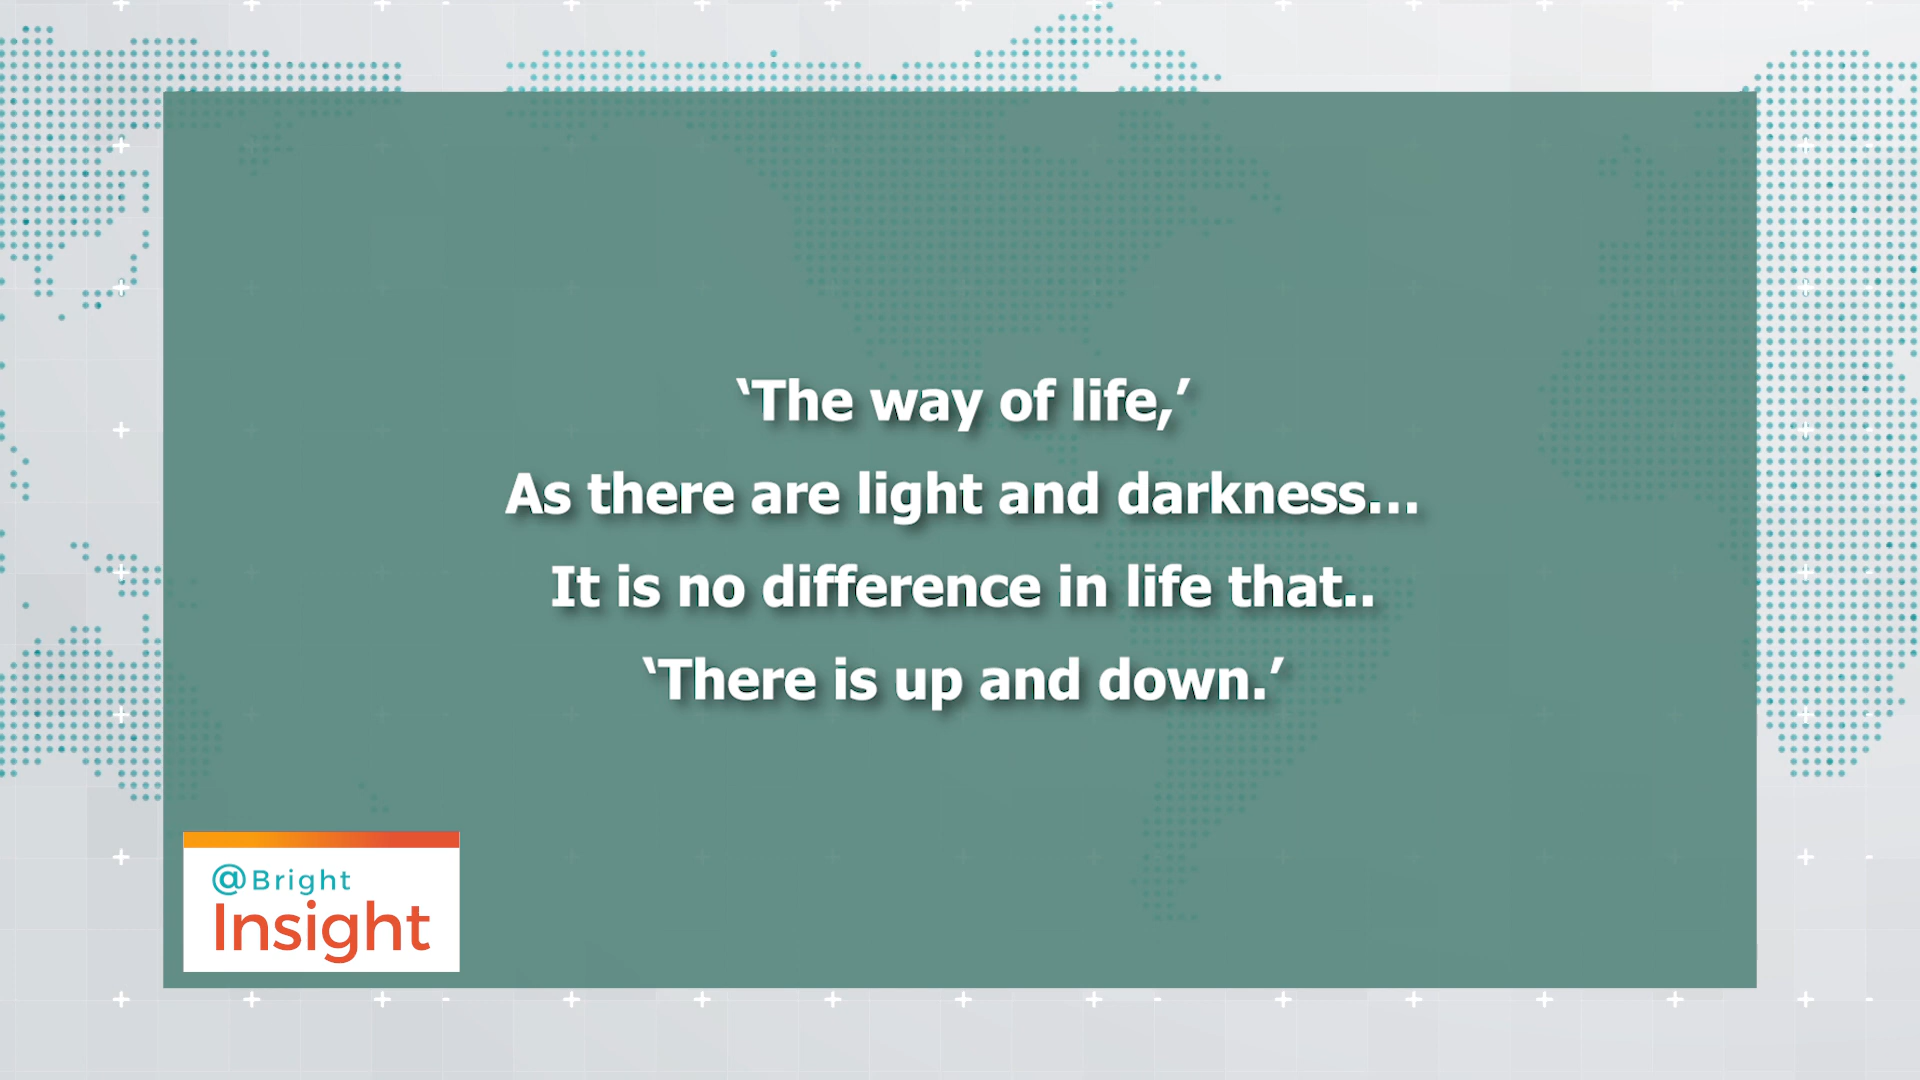 ‘The way of life,’
As there are light and darkness...
It is no difference in life that..
‘There is up and down.’
@Bright
Insight